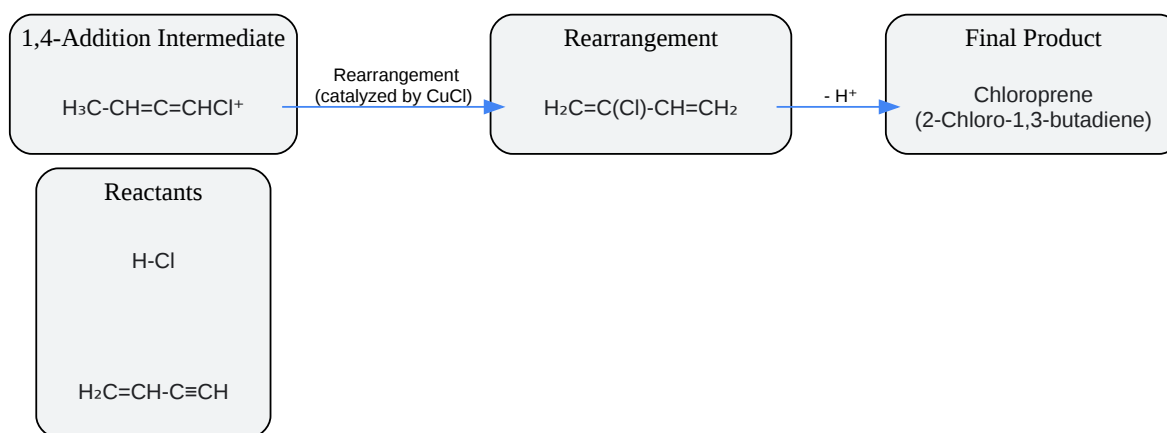 1,4-Addition Intermediate
H₃C-CH=C=CHCl⁺
Rearrangement
(catalyzed by CuCl)
Rearrangement
H₂C=C(Cl)-CH=CH₂
- H⁺
Final Product
Chloroprene
(2-Chloro-1,3-butadiene)
Reactants
H-Cl
H₂C=CH-C≡CH